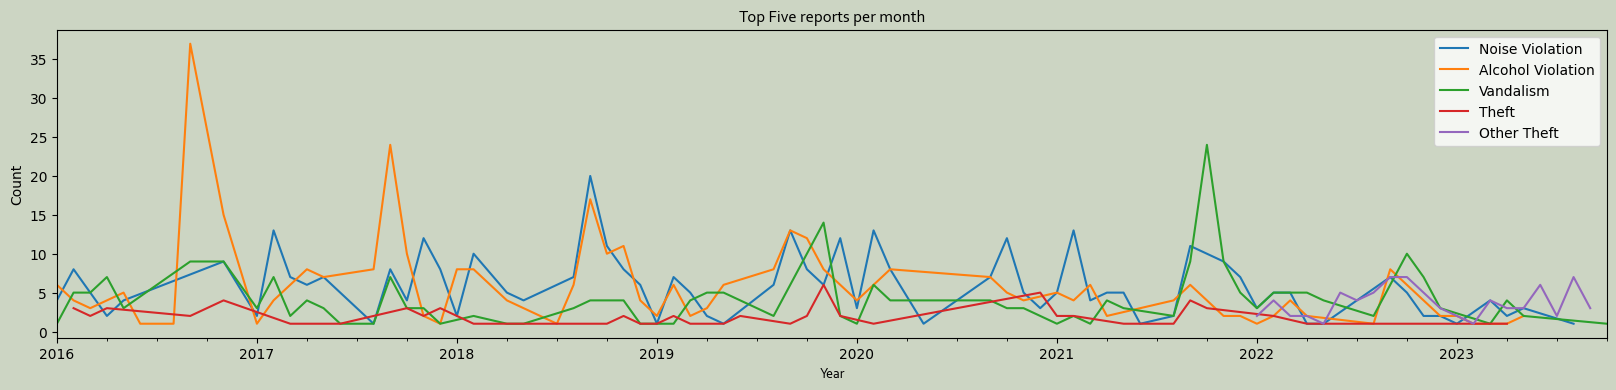 Top Five reports per month
Count
35
30
25
20
15
10
5
0
Noise Violation
Alcohol Violation
Vandalism
Theft
Other Theft
2016 2017 2018 2019 2020 2021 2022 2023
Year